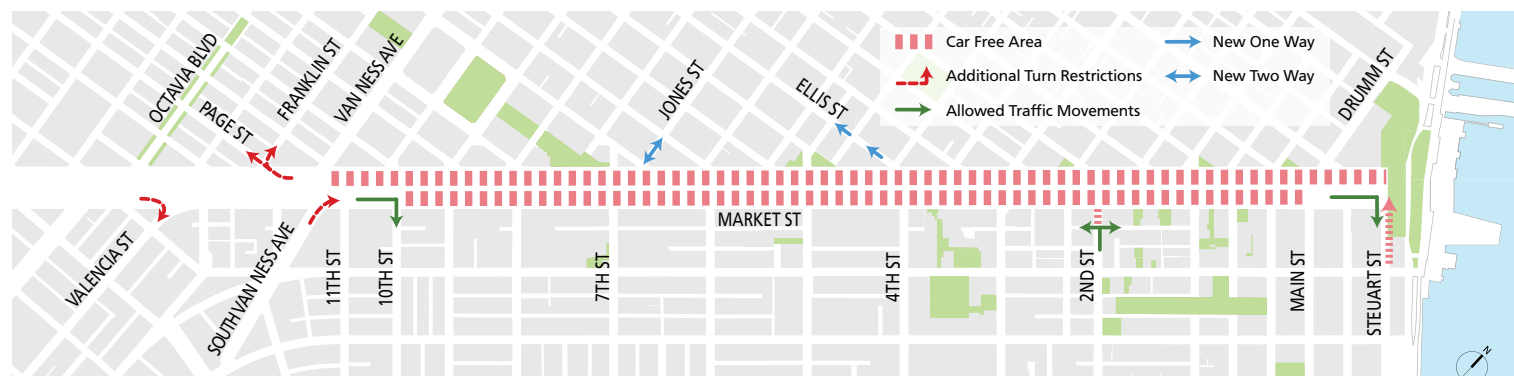 OCTAVIA BLVD
PAGE ST
FRANKLIN ST
VAN NESS AVE
JONES ST
ELLIS ST
Car Free Area
New One Way
Additional Turn Restrictions
New Two Way
Allowed Traffic Movements
DRUMM ST
MARKET ST
VALENCIA ST
SOUTH VAN NESS AVE
11TH ST
10TH ST
7TH ST
4TH ST
2ND ST
MAIN ST
STEUART ST
N